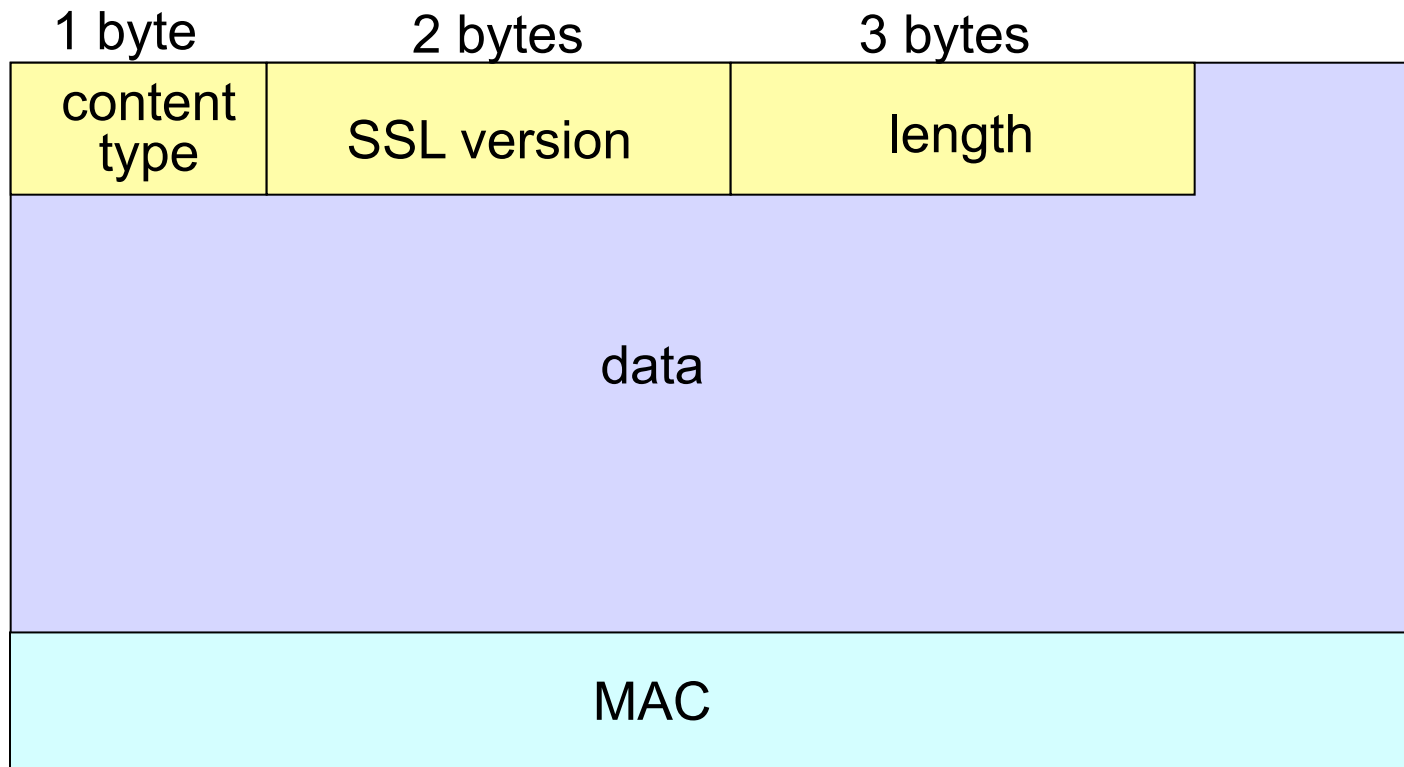 1 byte 2 bytes 3 bytes
content
type
SSL version
length
data
MAC